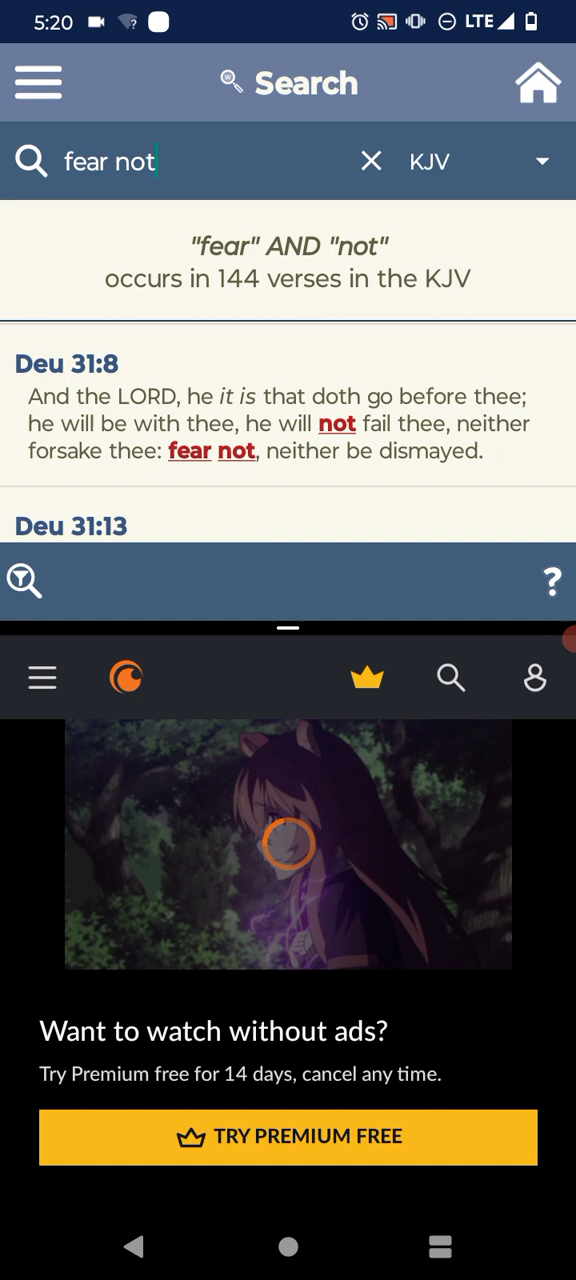 5:20
LTE
Search
fear not
KJV
"fear" AND "not"
occurs in 144 verses in the KJV
Deu 31:8
And the LORD, he it is that doth go before thee;
he will be with thee, he will not fail thee, neither
forsake thee: fear not, neither be dismayed.
Deu 31:13
?
Want to watch without ads?
Try Premium free for 14 days, cancel any time.
TRY PREMIUM FREE